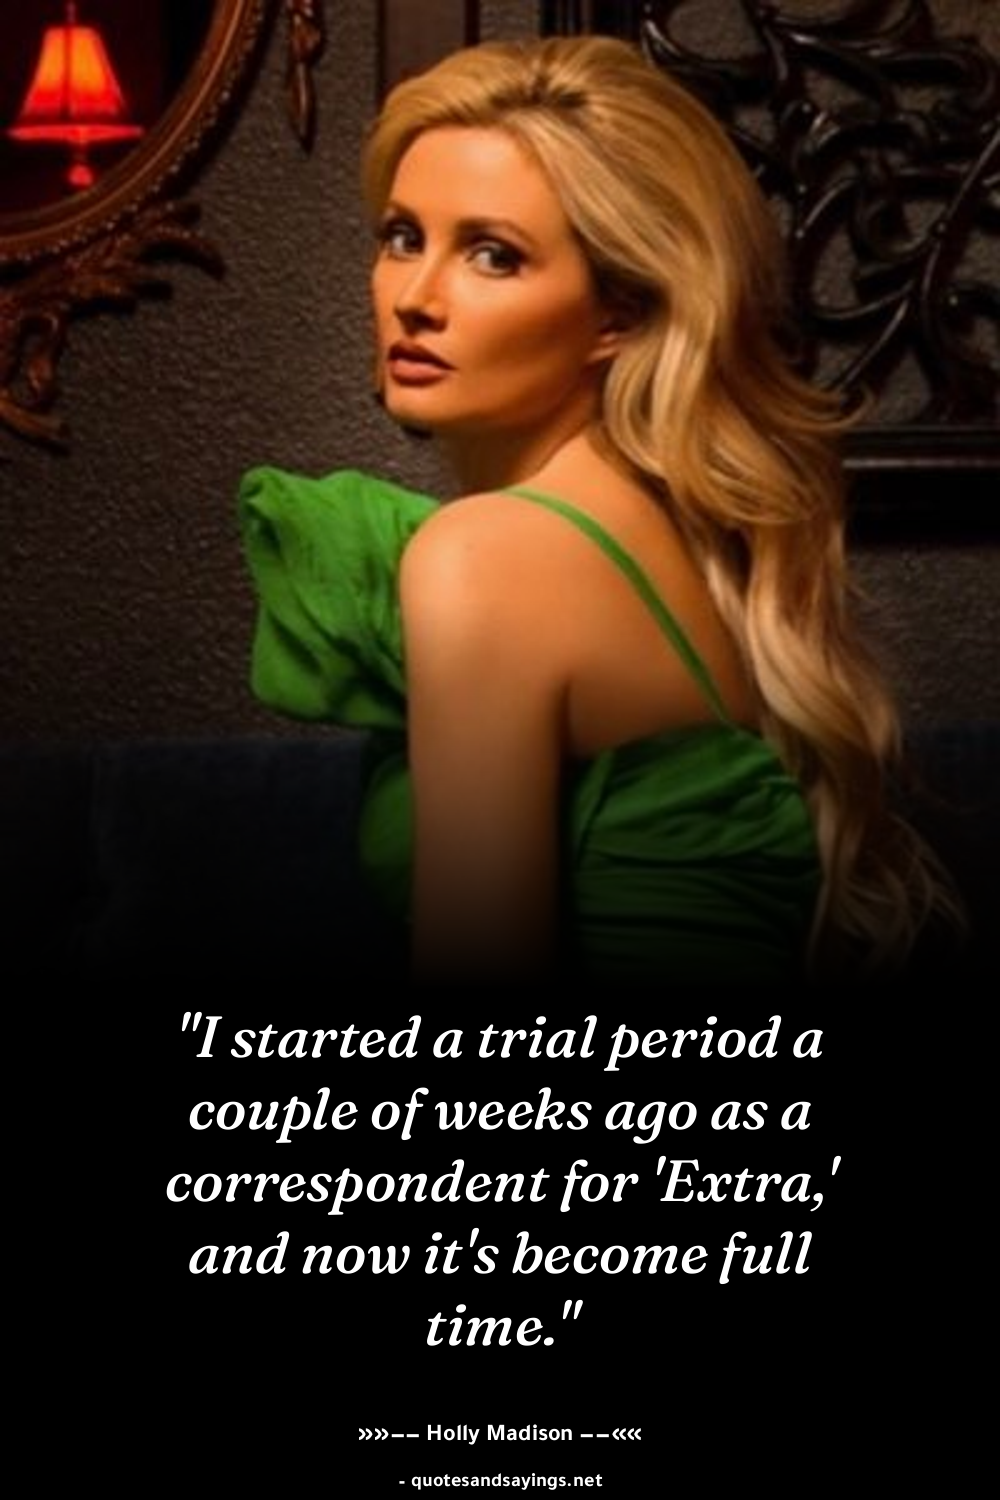 "I started a trial period a
couple of weeks ago as a
correspondent for 'Extra,'
and now it's become full
time."
»»−− Holly Madison −−««
- quotesandsayings.net